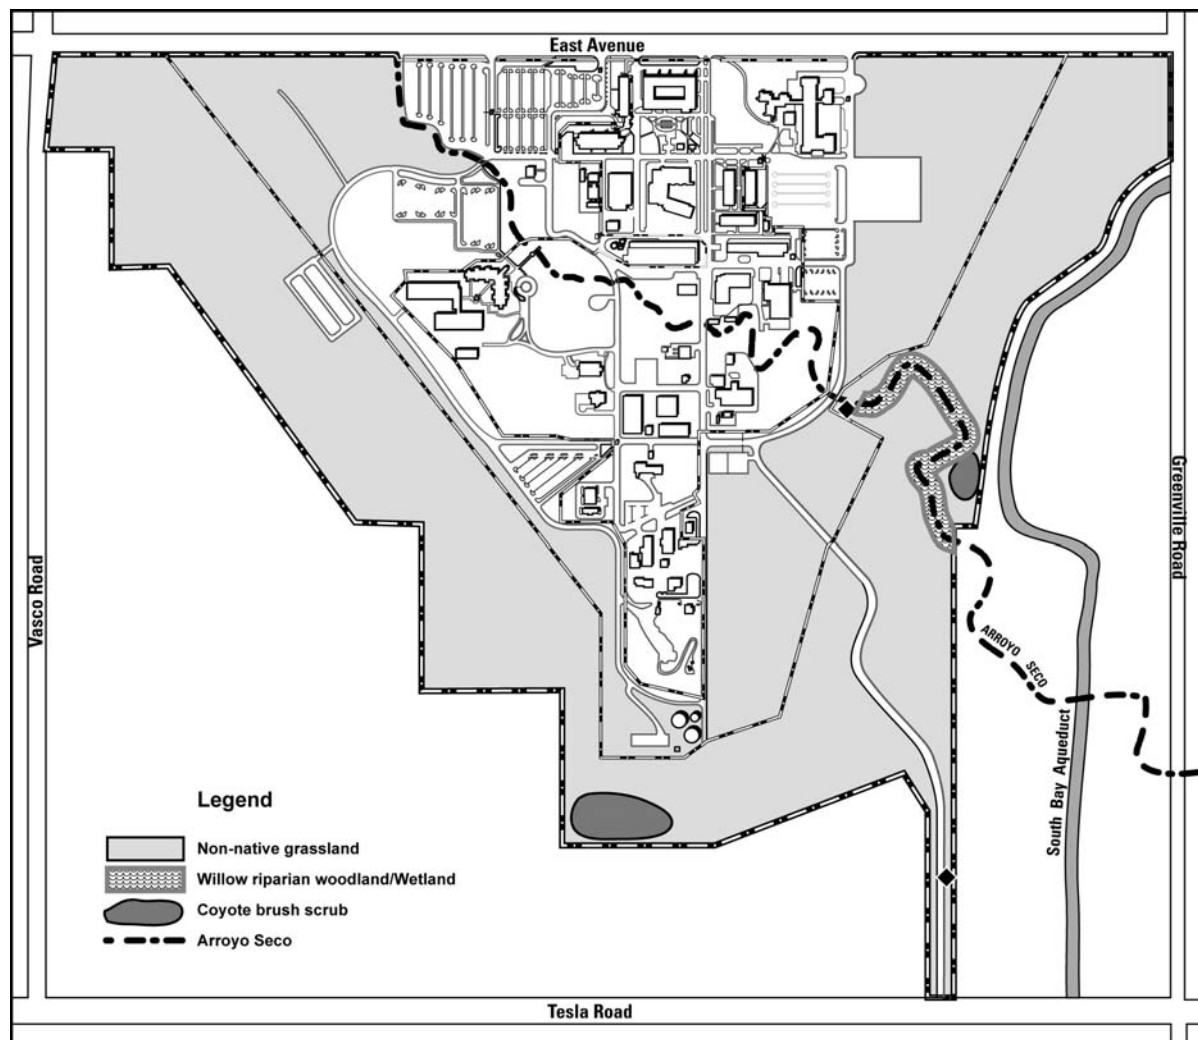 East Avenue
Vasco Road
Greenville Road
ARROYO SECO
South Bay Aqueduct
Legend
Non-native grassland
Willow riparian woodland/Wetland
Coyote brush scrub
Arroyo Seco
Tesla Road